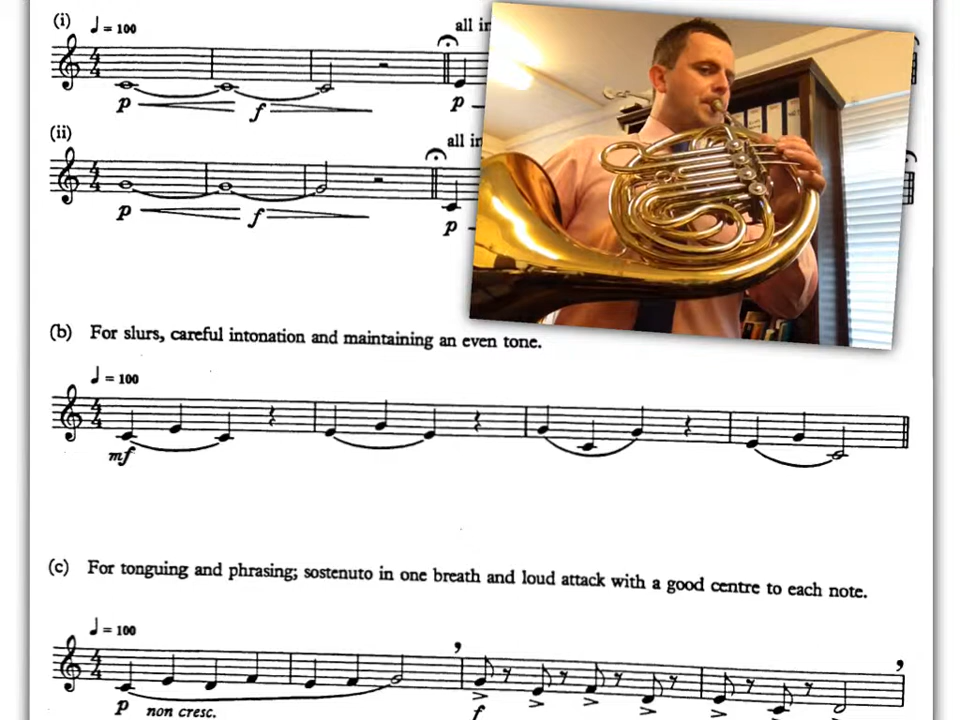 (i) ♩ = 100 all in
p f p
(ii)
all in
p f p
(b) For slurs, careful intonation and maintaining an even tone.
♩ = 100
mf
(c) For tonguing and phrasing; sostenuto in one breath and loud attack with a good centre to each note.
♩ = 100
p non cresc. f